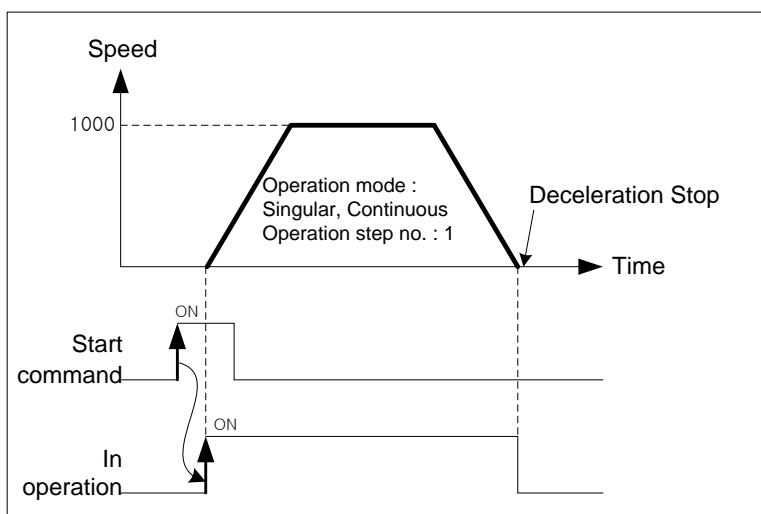 Speed
1000
Operation mode :
Singular, Continuous
Operation step no. : 1
Deceleration Stop
Time
ON
Start
command
ON
In
operation